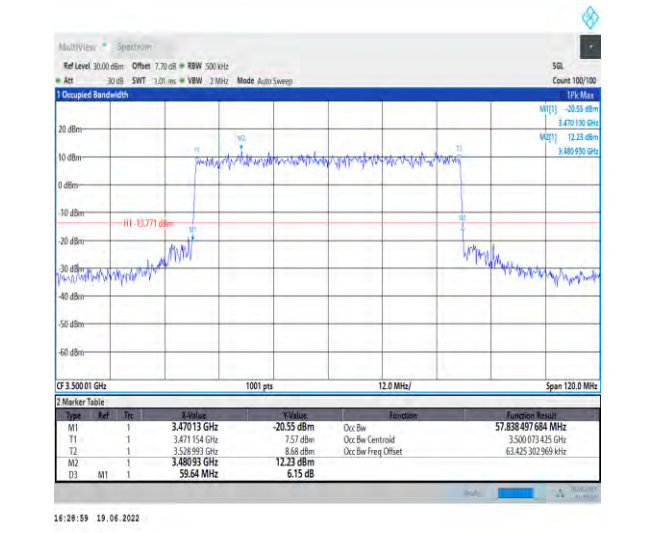 MultiView Spectrum
Ref Level 30.00 dBm Offset 7.70 dB RBW 500 kHz SGL
Att 30 dB SWT 1.01 ms VBW 2 MHz Mode Auto Sweep Count 100/100
1 Occupied Bandwidth 1Pk Max
M1[1] -20.55 dBm
3.470 130 GHz
20 dBm M2 M2[1] 12.23 dBm
T1 T2 3.480 930 GHz
10 dBm
0 dBm
-10 dBm
H1 -13.771 dBm
M1
-20 dBm
-30 dBm
-40 dBm
-50 dBm
-60 dBm
CF 3.500 01 GHz 1001 pts 12.0 MHz/ Span 120.0 MHz
2 Marker Table
Type Ref Trc X-Value Y-Value Function Function Result
M1 1 3.47013 GHz -20.55 dBm Occ Bw 57.838 497 684 MHz
T1 1 3.471 154 GHz 7.57 dBm Occ Bw Centroid 3.500 073 425 GHz
T2 1 3.528 993 GHz 8.68 dBm Occ Bw Freq Offset 63.425 302 969 kHz
M2 1 3.48093 GHz 12.23 dBm
D3 M1 1 59.64 MHz 6.15 dB
16:28:59 19.06.2022